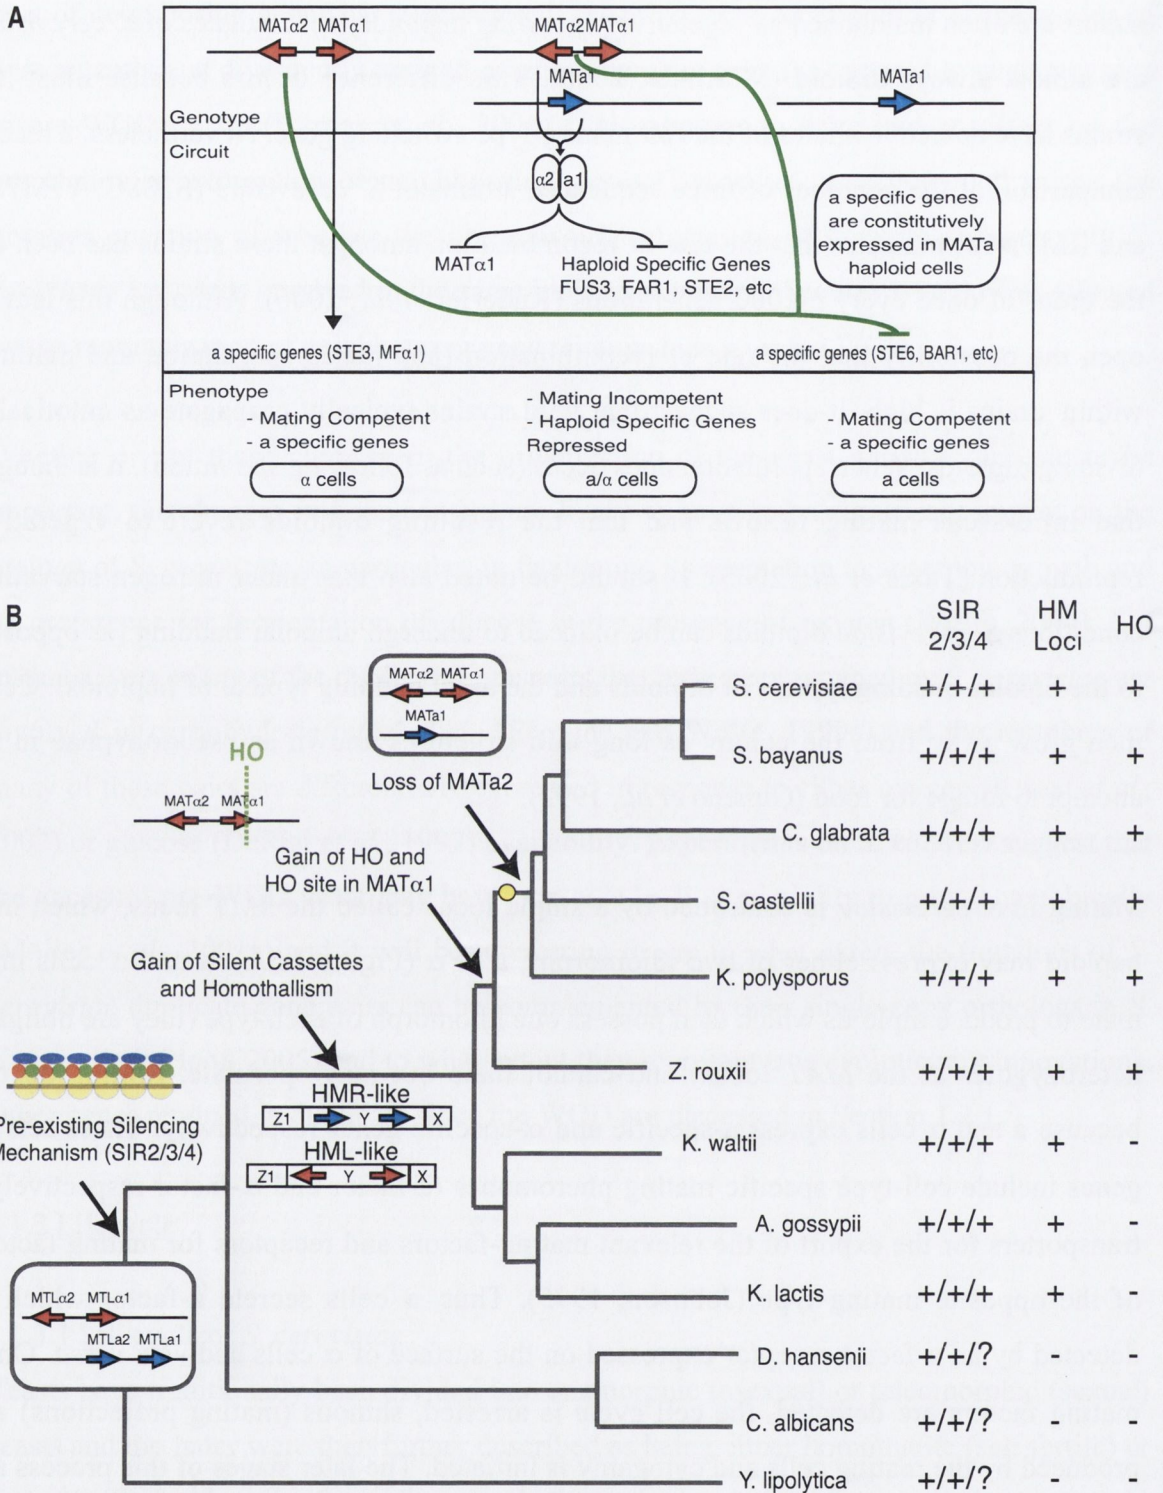 A
MATα2 MATα1
MATα2MATα1
MATa1
MATa1
Genotype
Circuit
α2 a1
a specific genes
are constitutively
expressed in MATa
haploid cells
MATα1
Haploid Specific Genes
FUS3, FAR1, STE2, etc
a specific genes (STE3, MFα1)
a specific genes (STE6, BAR1, etc)
Phenotype
- Mating Competent
- a specific genes
α cells
- Mating Incompetent
- Haploid Specific Genes
Repressed
a/α cells
- Mating Competent
- a specific genes
a cells
B
SIR
2/3/4
HM
Loci
HO
MATα2 MATα1
MATa1
Loss of MATa2
HO
MATα2 MATα1
Gain of HO and
HO site in MATα1
Gain of Silent Cassettes
and Homothallism
HMR-like
Z1 Y X
HML-like
Z1 Y X
Pre-existing Silencing
Mechanism (SIR2/3/4)
MTLα2 MTLα1
MTLa2 MTLa1
S. cerevisiae +/+/+ + +
S. bayanus +/+/+ + +
C. glabrata +/+/+ + +
S. castellii +/+/+ + +
K. polysporus +/+/+ + +
Z. rouxii +/+/+ + +
K. waltii +/+/+ + -
A. gossypii +/+/+ + -
K. lactis +/+/+ + -
D. hansenii +/+/? - -
C. albicans +/+/? - -
Y. lipolytica +/+/? - -